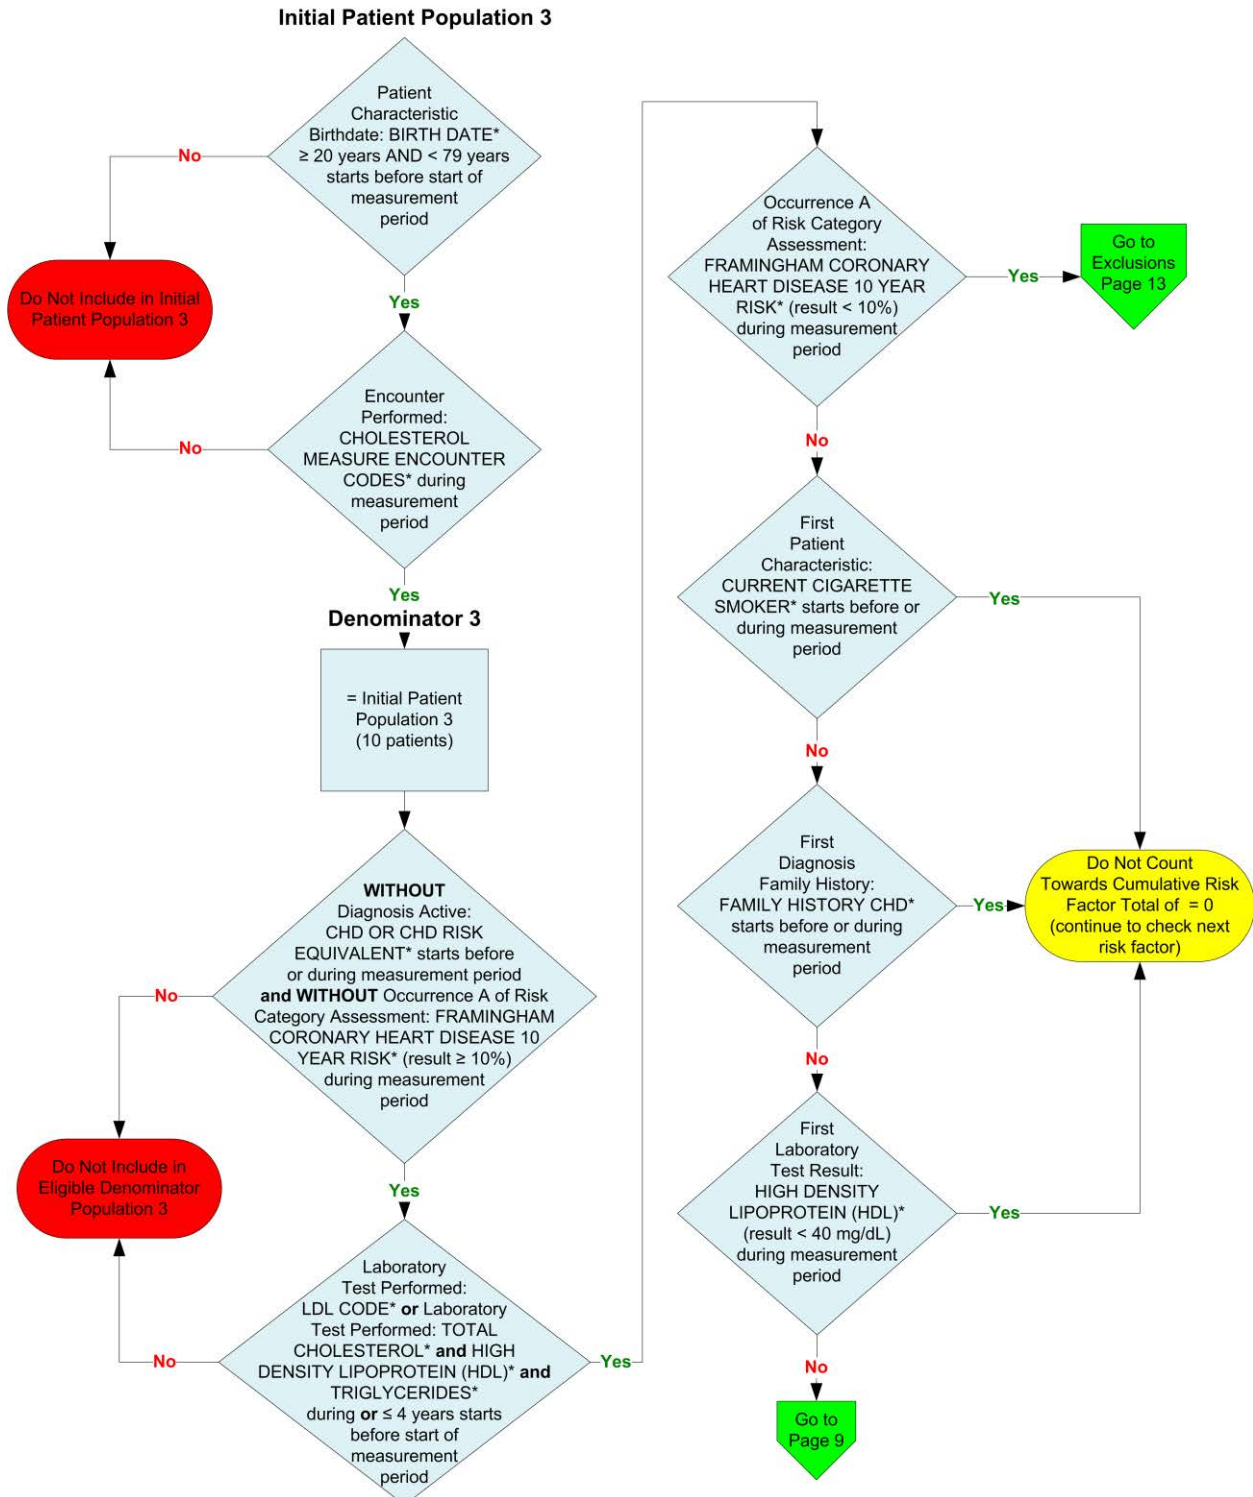 Initial Patient Population 3
Patient
Characteristic
Birthdate: BIRTH DATE*
≥ 20 years AND < 79 years
starts before start of
measurement
period
No
Yes
Do Not Include in Initial
Patient Population 3
Encounter
Performed:
CHOLESTEROL
MEASURE ENCOUNTER
CODES* during
measurement
period
No
Yes
Denominator 3
= Initial Patient
Population 3
(10 patients)
WITHOUT
Diagnosis Active:
CHD OR CHD RISK
EQUIVALENT* starts before
or during measurement period
and WITHOUT Occurrence A of Risk
Category Assessment: FRAMINGHAM
CORONARY HEART DISEASE 10
YEAR RISK* (result ≥ 10%)
during measurement
period
No
Yes
Do Not Include in
Eligible Denominator
Population 3
Laboratory
Test Performed:
LDL CODE* or Laboratory
Test Performed: TOTAL
CHOLESTEROL* and HIGH
DENSITY LIPOPROTEIN (HDL)* and
TRIGLYCERIDES*
during or ≤ 4 years starts
before start of
measurement
period
No
Yes
Occurrence A
of Risk Category
Assessment:
FRAMINGHAM CORONARY
HEART DISEASE 10 YEAR
RISK* (result < 10%)
during measurement
period
Yes
Go to
Exclusions
Page 13
No
First
Patient
Characteristic:
CURRENT CIGARETTE
SMOKER* starts before or
during measurement
period
Yes
No
First
Diagnosis
Family History:
FAMILY HISTORY CHD*
starts before or during
measurement
period
Yes
Do Not Count
Towards Cumulative Risk
Factor Total of = 0
(continue to check next
risk factor)
No
First
Laboratory
Test Result:
HIGH DENSITY
LIPOPROTEIN (HDL)*
(result < 40 mg/dL)
during measurement
period
Yes
No
Go to
Page 9